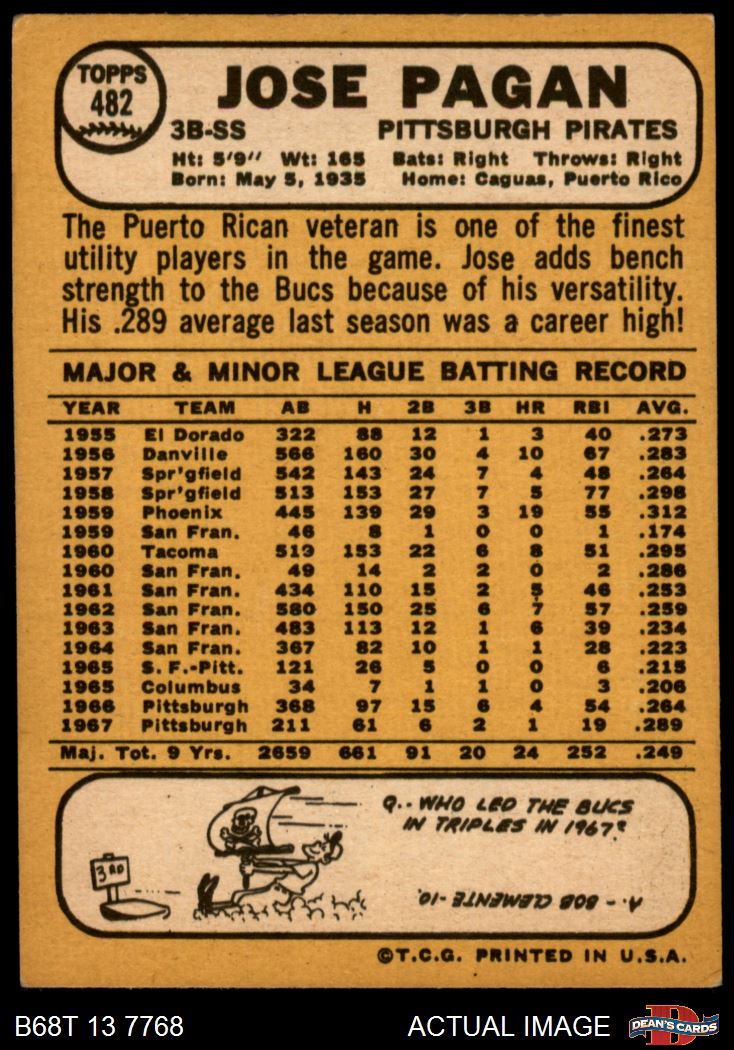 TOPPS
482
JOSE PAGAN
3B-SS PITTSBURGH PIRATES
Ht: 5'9" Wt: 165 Bats: Right Throws: Right
Born: May 5, 1935 Home: Caguas, Puerto Rico
The Puerto Rican veteran is one of the finest
utility players in the game. Jose adds bench
strength to the Bucs because of his versatility.
His .289 average last season was a career high!
MAJOR & MINOR LEAGUE BATTING RECORD
YEAR TEAM AB H 2B 3B HR RBI AVG.
1955 El Dorado 322 88 12 1 3 40 .273
1956 Danville 566 160 30 4 10 67 .283
1957 Spr'gfield 542 143 24 7 4 48 .264
1958 Spr'gfield 513 153 27 7 5 77 .298
1959 Phoenix 445 139 29 3 19 55 .312
1959 San Fran. 46 8 1 0 0 1 .174
1960 Tacoma 519 153 22 6 8 51 .295
1960 San Fran. 49 14 2 2 0 2 .286
1961 San Fran. 434 110 15 2 5 46 .253
1962 San Fran. 580 150 25 6 7 57 .259
1963 San Fran. 483 113 12 1 6 39 .234
1964 San Fran. 367 82 10 1 1 28 .223
1965 S. F.-Pitt. 121 26 5 0 0 6 .215
1965 Columbus 34 7 1 1 0 3 .206
1966 Pittsburgh 368 97 15 6 4 54 .264
1967 Pittsburgh 211 61 6 2 1 19 .289
Maj. Tot. 9 Yrs. 2659 661 91 20 24 252 .249
3RD
Q.. WHO LED THE BUCS
IN TRIPLES IN 1967?
A.- BOB CLEMENTE-10.
©T.C.G. PRINTED IN U.S.A.
B68T 13 7768 ACTUAL IMAGE DEAN'S CARDS